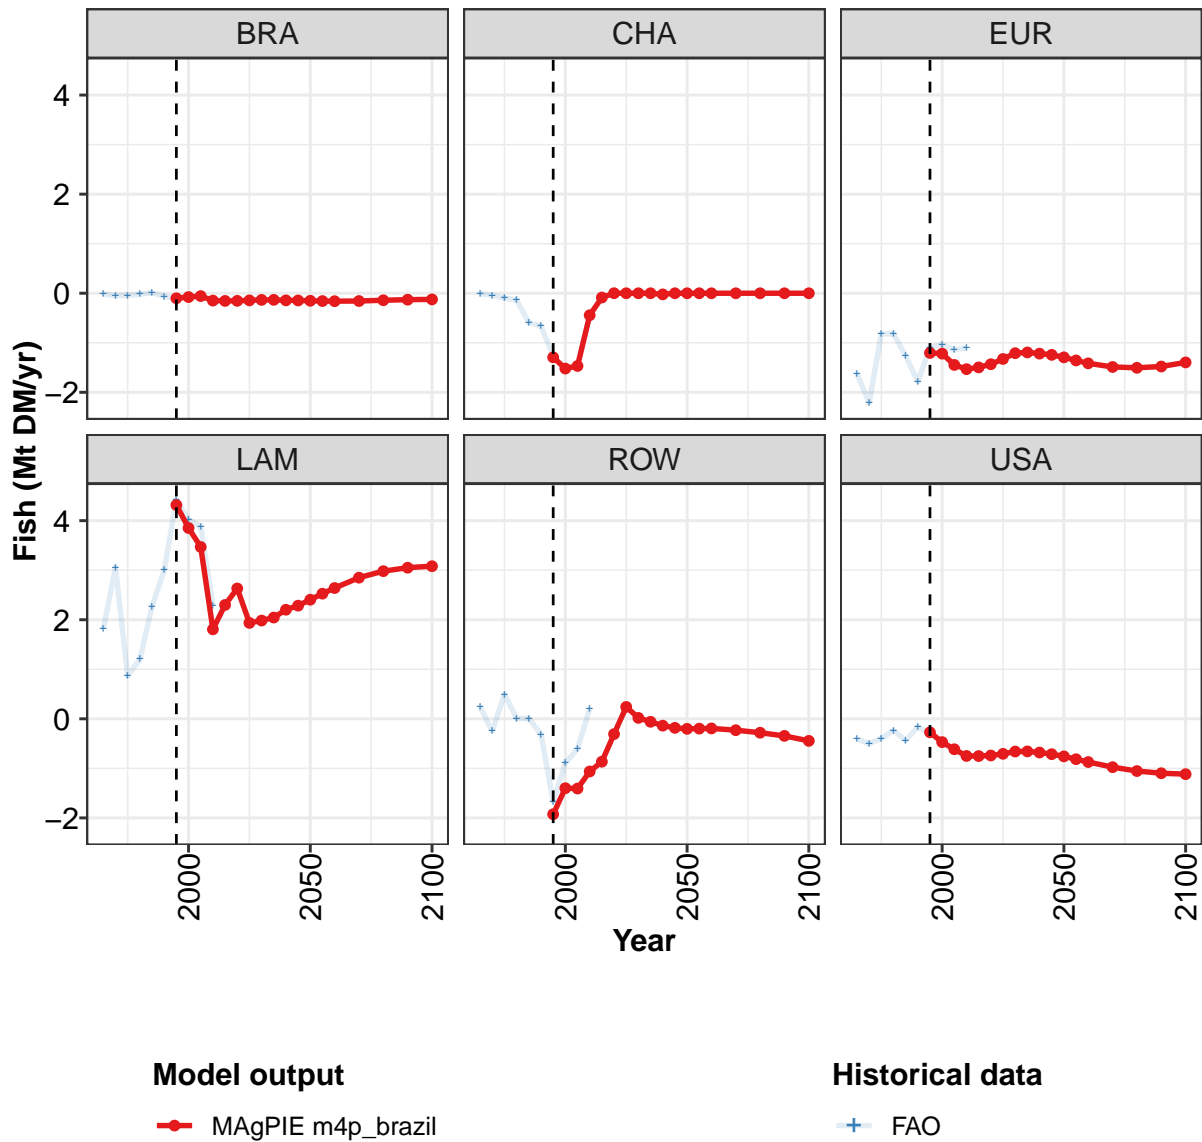 BRA CHA EUR
4
2
0
−2
LAM ROW USA
4
2
0
−2
Fish (Mt DM/yr)
2000 2050 2100 2000 2050 2100 2000 2050 2100
Year
Model output Historical data
MAgPIE m4p_brazil FAO